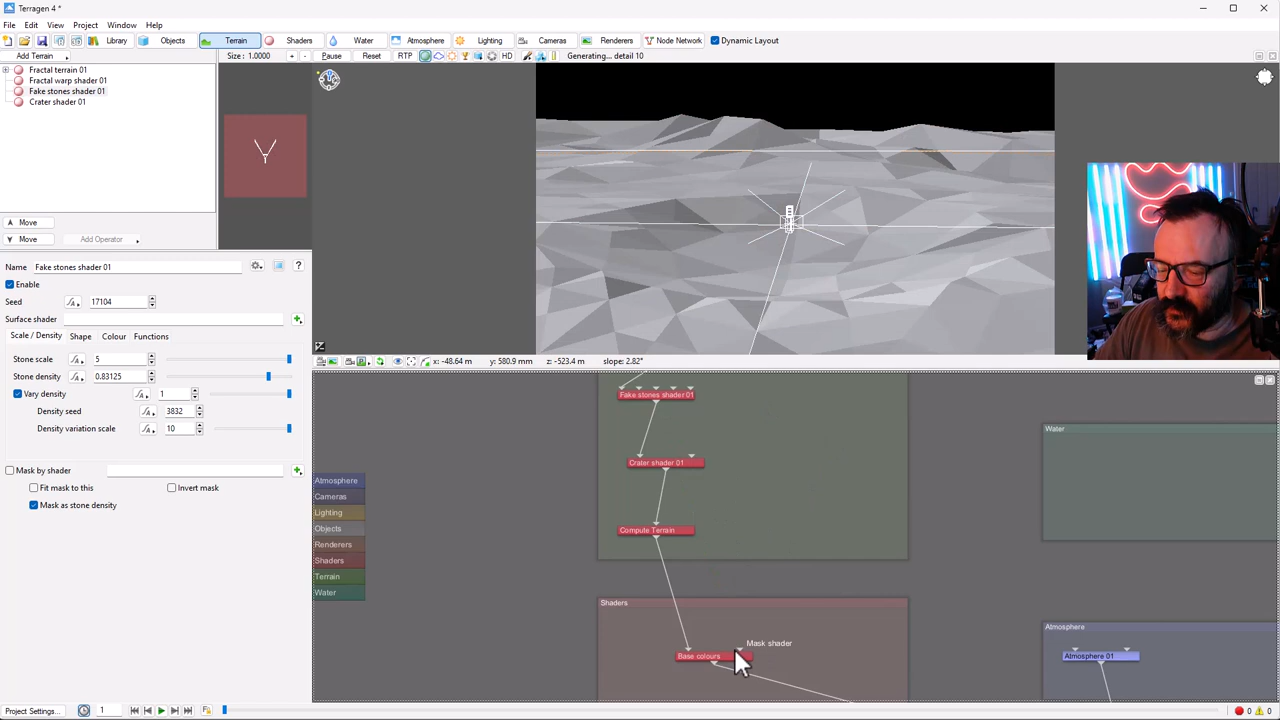 Terragen 4 *
File Edit View Project Window Help
Library Objects Terrain Shaders Water Atmosphere Lighting Cameras Renderers Node Network Dynamic Layout
Add Terrain Size : 1.0000 + - Pause Reset RTP HD Generating... detail 10
Fractal terrain 01
Fractal warp shader 01
Fake stones shader 01
Crater shader 01
Move
Move Add Operator
Name Fake stones shader 01 ?
Enable
Seed 17104
Surface shader
Scale / Density Shape Colour Functions
Stone scale 5
Stone density 0.83125
Vary density 1
Density seed 3832
Density variation scale 10
Mask by shader
Fit mask to this Invert mask
Mask as stone density
x: -48.64 m y: 580.9 mm z: -523.4 m slope: 2.82°
Fake stones shader 01
Crater shader 01
Compute Terrain
Shaders
Mask shader
Base colours
Water
Atmosphere
Atmosphere 01
Atmosphere
Cameras
Lighting
Objects
Renderers
Shaders
Terrain
Water
Project Settings... 1 0 0